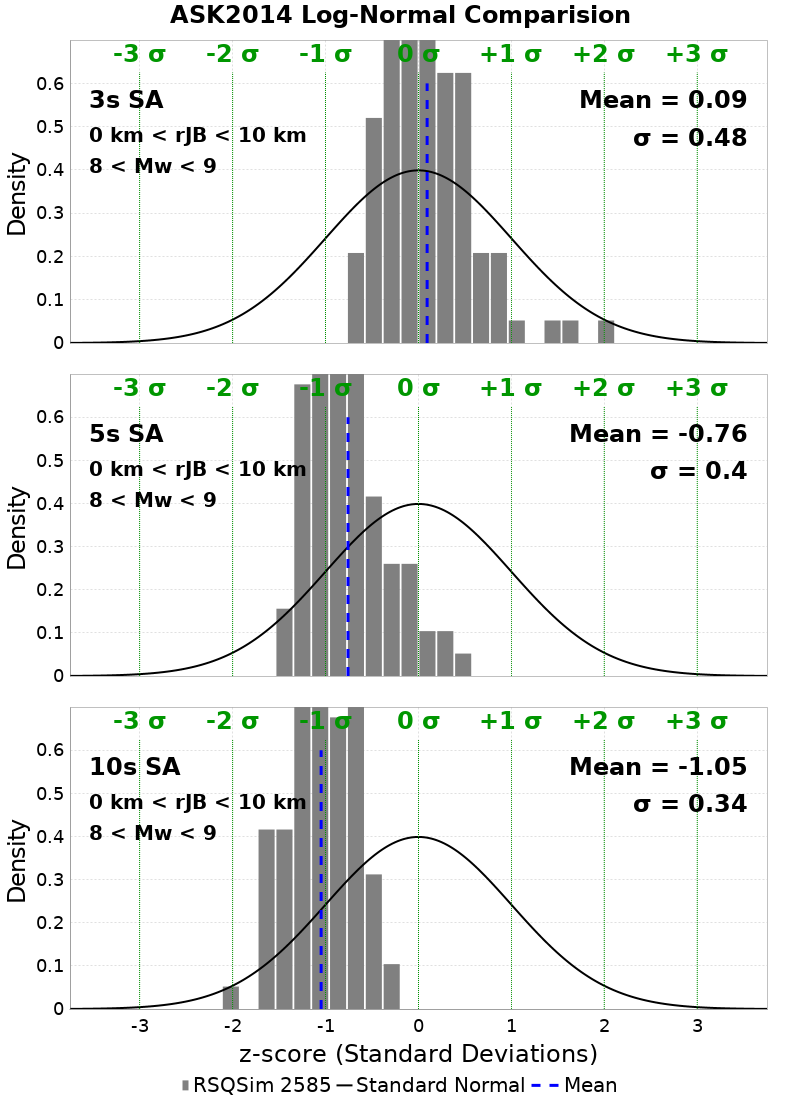 ASK2014 Log-Normal Comparision
-3 σ -2 σ -1 σ 0 σ +1 σ +2 σ +3 σ
3s SA
0 km < rJB < 10 km
8 < Mw < 9
Mean = 0.09
σ = 0.48
0.6
0.5
0.4
0.3
0.2
0.1
0
Density
-3 σ -2 σ -1 σ 0 σ +1 σ +2 σ +3 σ
5s SA
0 km < rJB < 10 km
8 < Mw < 9
Mean = -0.76
σ = 0.4
0.6
0.5
0.4
0.3
0.2
0.1
0
Density
-3 σ -2 σ -1 σ 0 σ +1 σ +2 σ +3 σ
10s SA
0 km < rJB < 10 km
8 < Mw < 9
Mean = -1.05
σ = 0.34
0.6
0.5
0.4
0.3
0.2
0.1
0
Density
-3 -2 -1 0 1 2 3
z-score (Standard Deviations)
RSQSim 2585 Standard Normal Mean